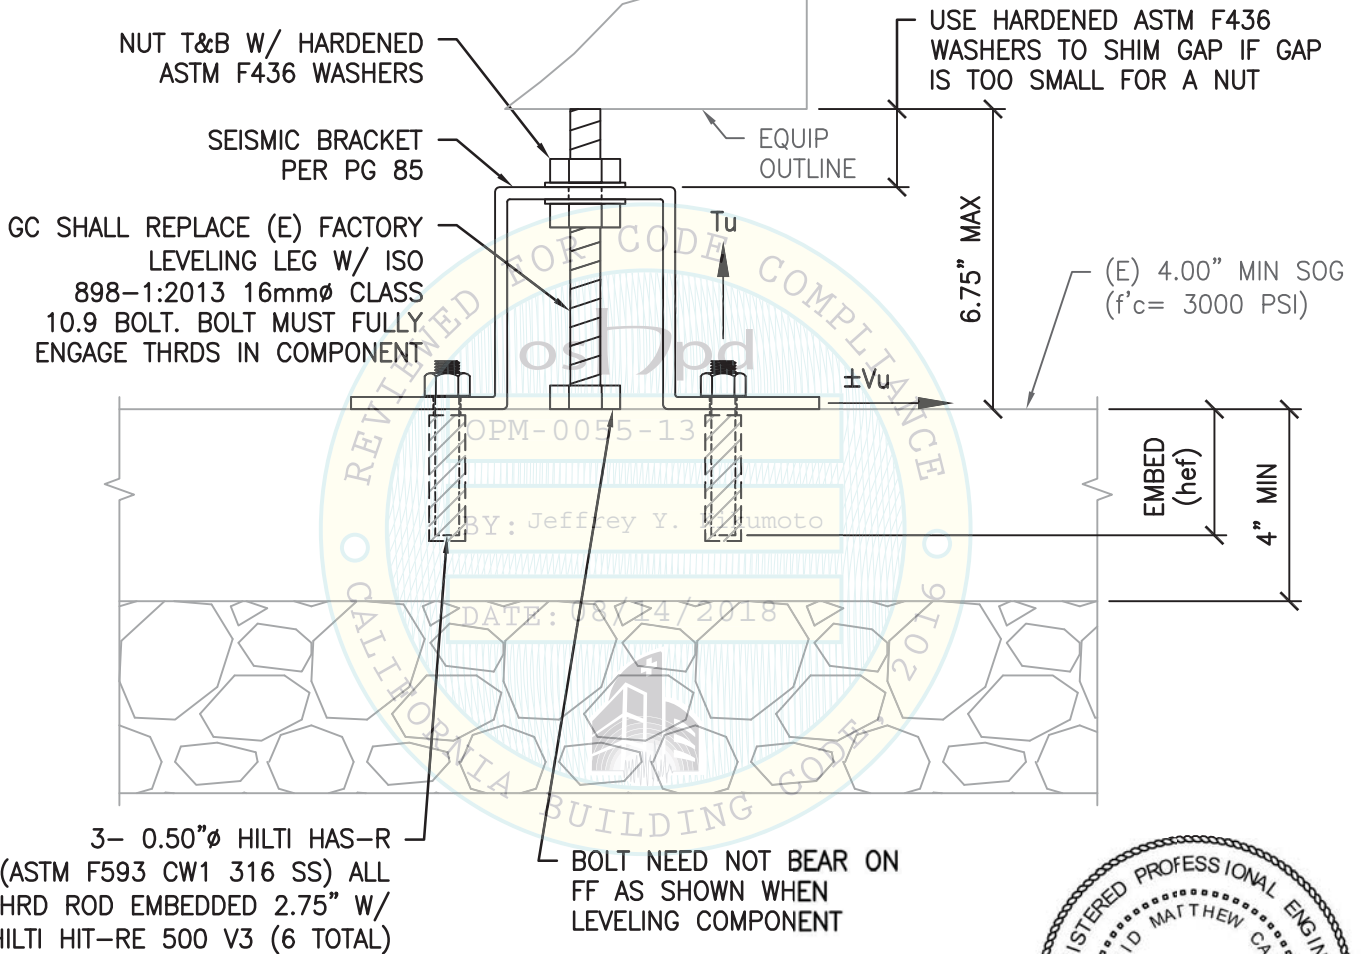 NUT T&B W/ HARDENED
ASTM F436 WASHERS
USE HARDENED ASTM F436
WASHERS TO SHIM GAP IF GAP
IS TOO SMALL FOR A NUT
SEISMIC BRACKET
PER PG 85
EQUIP
OUTLINE
GC SHALL REPLACE (E) FACTORY
LEVELING LEG W/ ISO
898-1:2013 16mmø CLASS
10.9 BOLT. BOLT MUST FULLY
ENGAGE THRDS IN COMPONENT
Tu
±Vu
6.75" MAX
(E) 4.00" MIN SOG
(f'c= 3000 PSI)
EMBED
(hef)
4" MIN
REVIEWED FOR CODE COMPLIANCE
oshpd
OPM-0055-13
BY: Jeffrey Y.
DATE: 08/14/2018
CALIFORNIA BUILDING CODE, 2016
3- 0.50"ø HILTI HAS-R
(ASTM F593 CW1 316 SS) ALL
HRD ROD EMBEDDED 2.75" W/
HILTI HIT-RE 500 V3 (6 TOTAL)
BOLT NEED NOT BEAR ON
FF AS SHOWN WHEN
LEVELING COMPONENT
ISTERED PROFESSIONAL ENGIN
ID MATTHEW CA